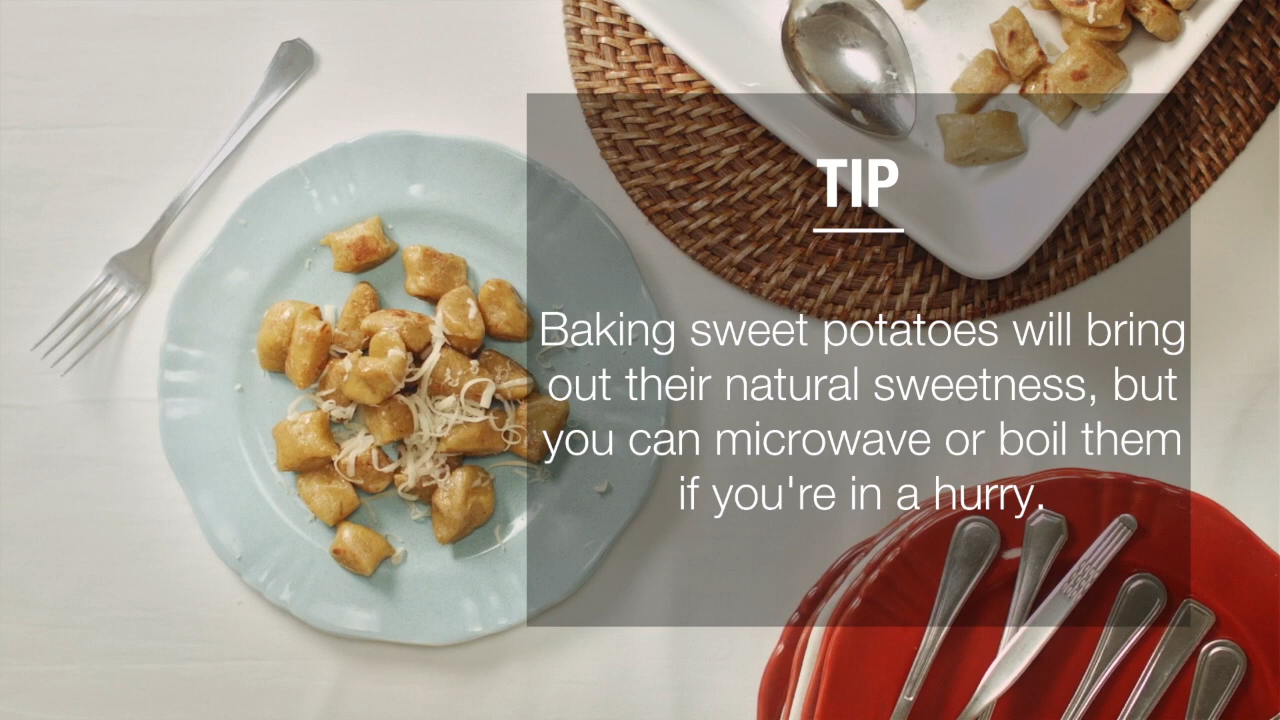 TIP
Baking sweet potatoes will bring
out their natural sweetness, but
you can microwave or boil them
if you're in a hurry.